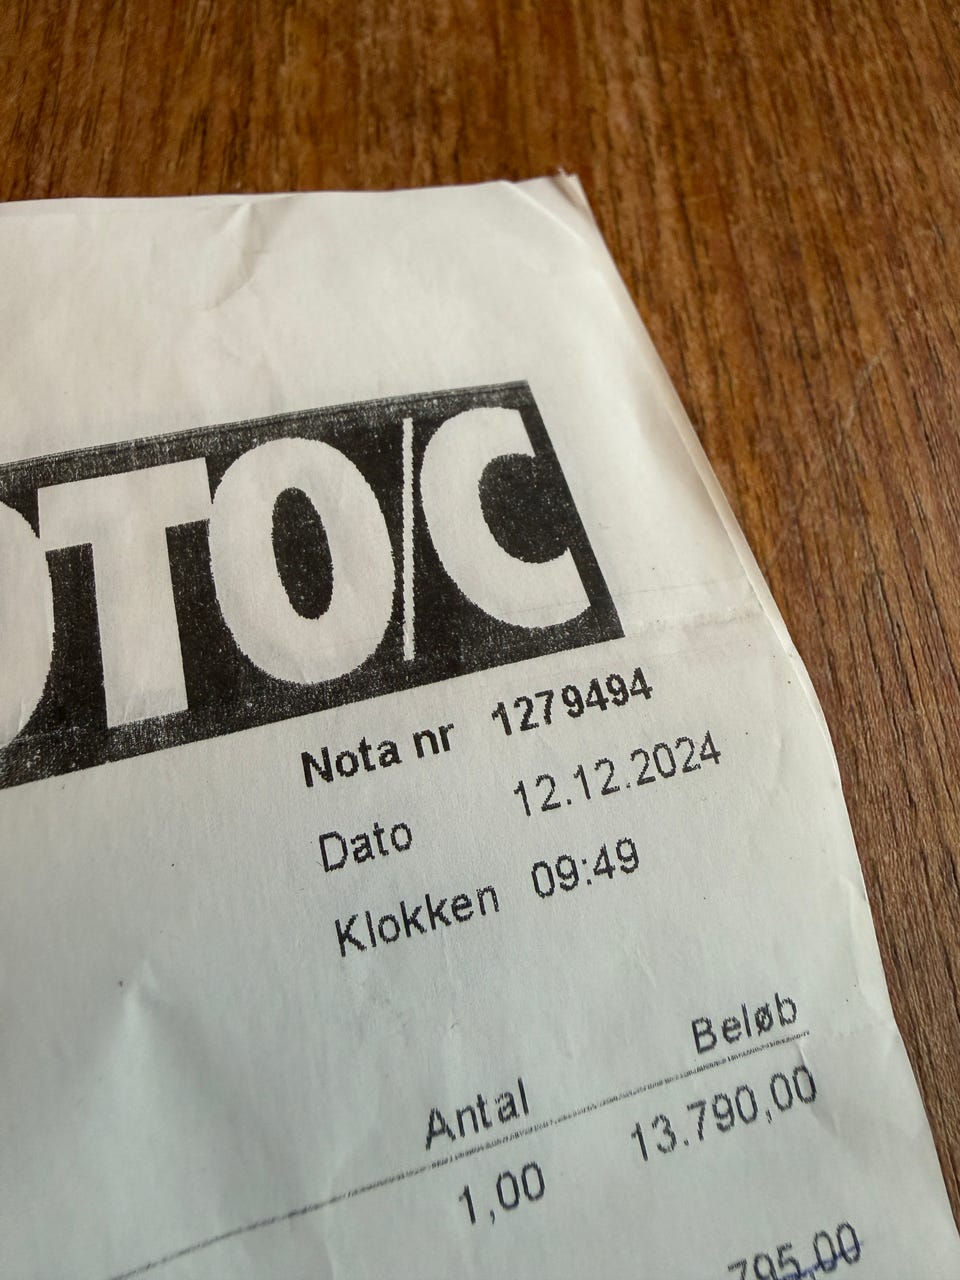 OTO/C
Nota nr 1279494
Dato 12.12.2024
Klokken 09:49
Antal Beløb
1,00 13.790,00
795,00